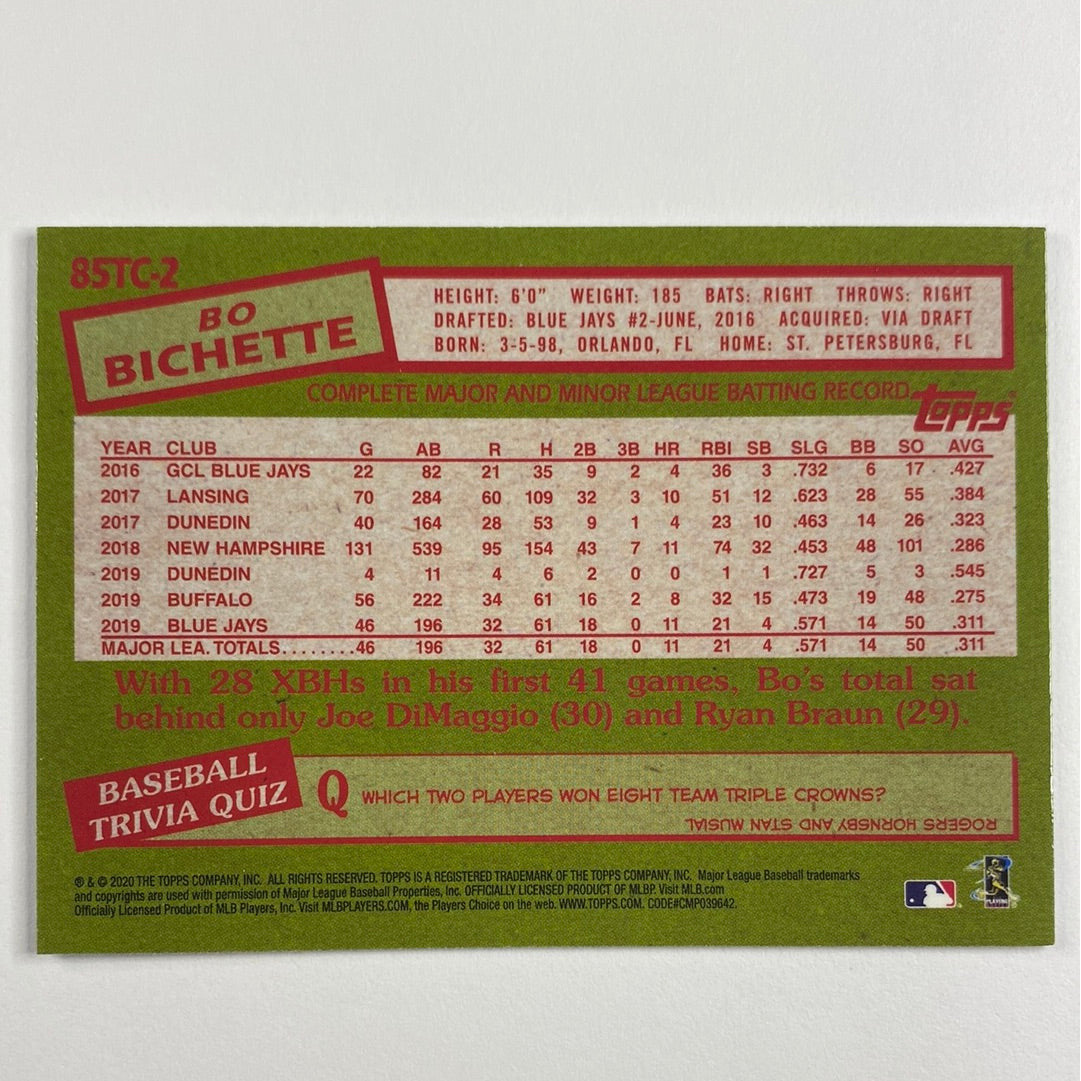 85TC-2
BO
BICHETTE
HEIGHT: 6'0" WEIGHT: 185 BATS: RIGHT THROWS: RIGHT
DRAFTED: BLUE JAYS #2-JUNE, 2016 ACQUIRED: VIA DRAFT
BORN: 3-5-98, ORLANDO, FL HOME: ST. PETERSBURG, FL
COMPLETE MAJOR AND MINOR LEAGUE BATTING RECORD
topps®
YEAR CLUB G AB R H 2B 3B HR RBI SB SLG BB SO AVG
2016 GCL BLUE JAYS 22 82 21 35 9 2 4 36 3 .732 6 17 .427
2017 LANSING 70 284 60 109 32 3 10 51 12 .623 28 55 .384
2017 DUNEDIN 40 164 28 53 9 1 4 23 10 .463 14 26 .323
2018 NEW HAMPSHIRE 131 539 95 154 43 7 11 74 32 .453 48 101 .286
2019 DUNEDIN 4 11 4 6 2 0 0 1 1 .727 5 3 .545
2019 BUFFALO 56 222 34 61 16 2 8 32 15 .473 19 48 .275
2019 BLUE JAYS 46 196 32 61 18 0 11 21 4 .571 14 50 .311
MAJOR LEA. TOTALS........46 196 32 61 18 0 11 21 4 .571 14 50 .311
With 28 XBHs in his first 41 games, Bo's total sat
behind only Joe DiMaggio (30) and Ryan Braun (29).
BASEBALL
TRIVIA QUIZ
Q WHICH TWO PLAYERS WON EIGHT TEAM TRIPLE CROWNS?
ROGERS HORNSBY AND STAN MUSIAL
® & © 2020 THE TOPPS COMPANY, INC. ALL RIGHTS RESERVED. TOPPS IS A REGISTERED TRADEMARK OF THE TOPPS COMPANY, INC. Major League Baseball trademarks
and copyrights are used with permission of Major League Baseball Properties, Inc. OFFICIALLY LICENSED PRODUCT OF MLBP. Visit MLB.com
Officially Licensed Product of MLB Players, Inc. Visit MLBPLAYERS.COM, the Players Choice on the web. WWW.TOPPS.COM. CODE#CMP039642.